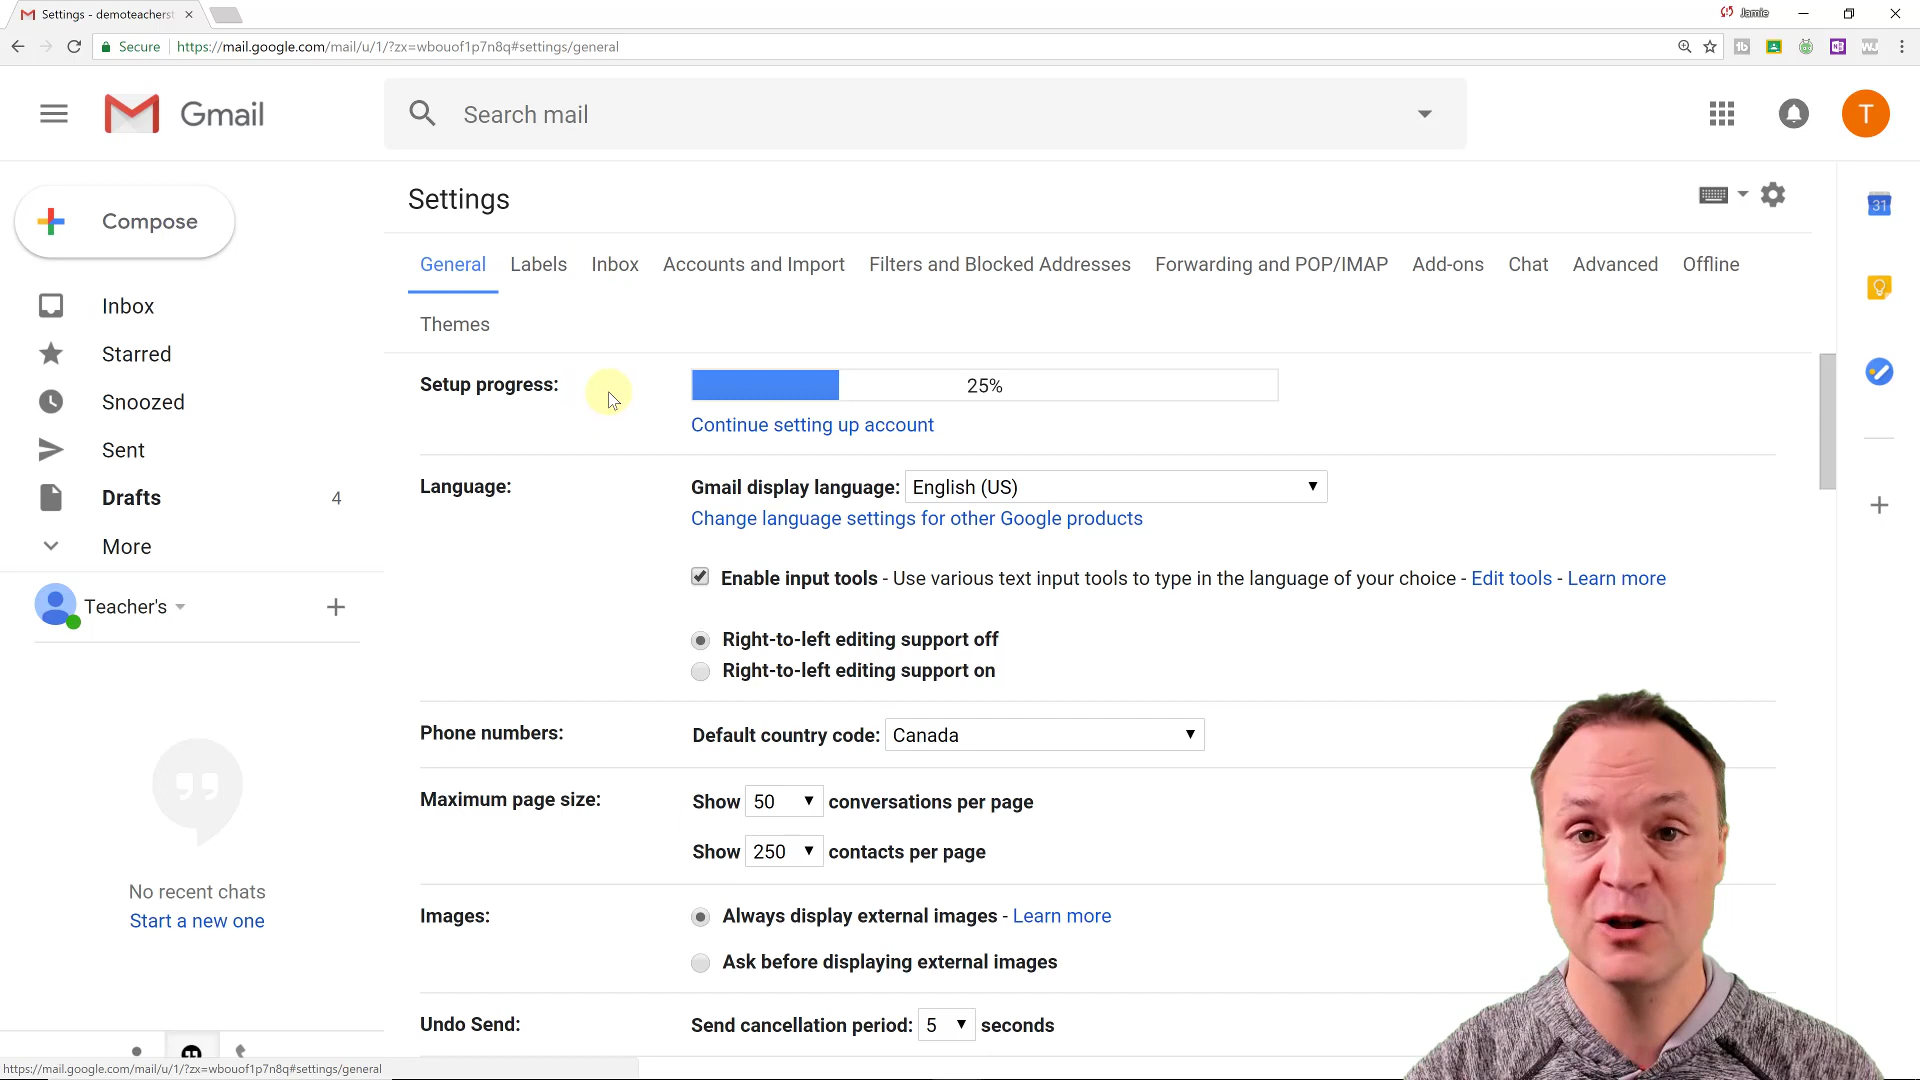 Settings - demoteacherst
Jamie
Secure
https://mail.google.com/mail/u/1/?zx=wbouof1p7n8q#settings/general
Gmail
Search mail
T
Compose
Settings
31
General Labels Inbox Accounts and Import Filters and Blocked Addresses Forwarding and POP/IMAP Add-ons Chat Advanced Offline
Themes
Inbox
Starred
Snoozed
Sent
Drafts 4
More
Teacher's
No recent chats
Start a new one
Setup progress: 25%
Continue setting up account
Language: Gmail display language: English (US)
Change language settings for other Google products
Enable input tools - Use various text input tools to type in the language of your choice - Edit tools - Learn more
Right-to-left editing support off
Right-to-left editing support on
Phone numbers: Default country code: Canada
Maximum page size: Show 50 conversations per page
Show 250 contacts per page
Images: Always display external images - Learn more
Ask before displaying external images
Undo Send: Send cancellation period: 5 seconds
https://mail.google.com/mail/u/1/?zx=wbouof1p7n8q#settings/general